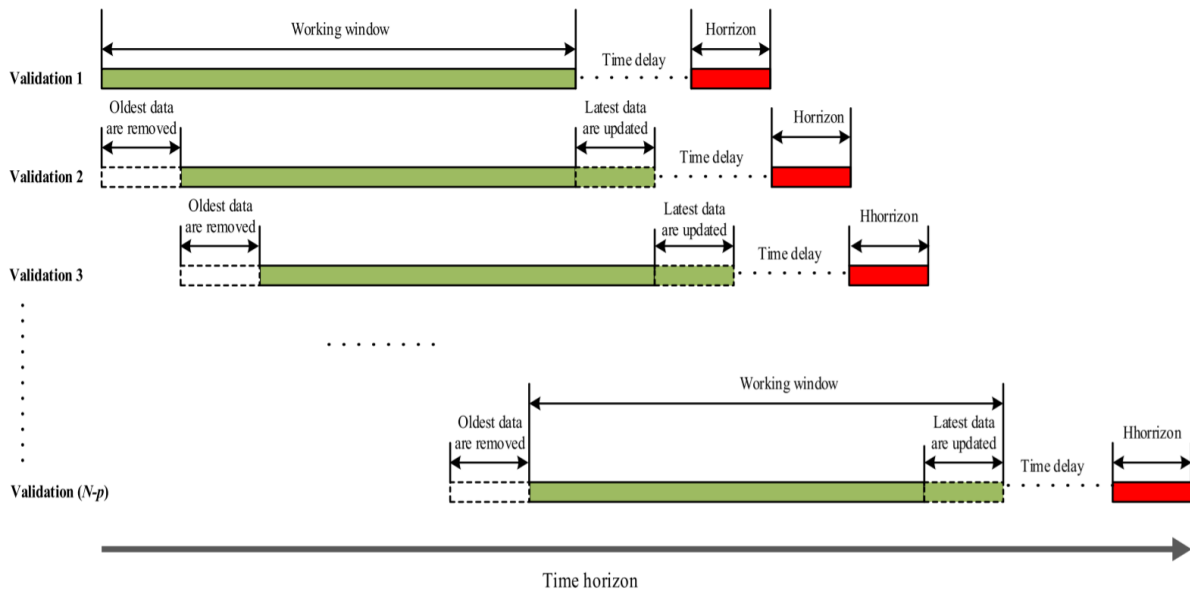 Working window
Horrizon
Time delay
Validation 1
Oldest data
are removed
Latest data
are updated
Horrizon
Time delay
Validation 2
Oldest data
are removed
Latest data
are updated
Hhorrizon
Time delay
Validation 3
Working window
Oldest data
are removed
Latest data
are updated
Hhorrizon
Time delay
Validation (N-p)
Time horizon